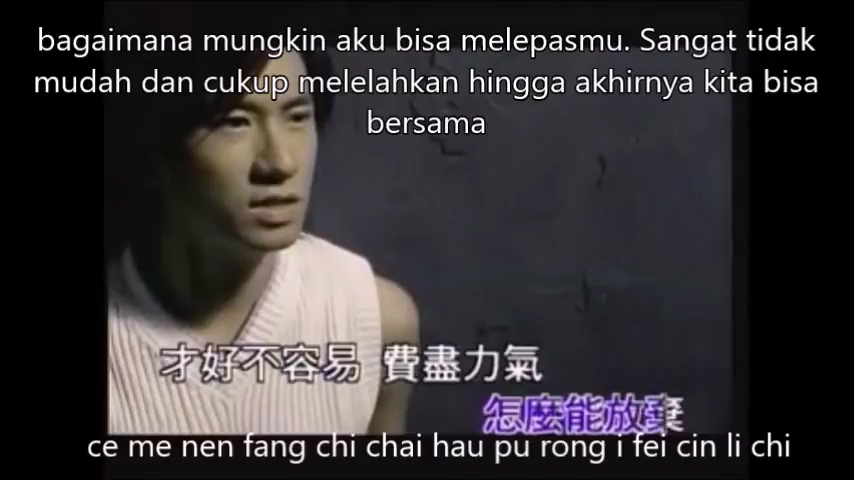 bagaimana mungkin aku bisa melepasmu. Sangat tidak
mudah dan cukup melelahkan hingga akhirnya kita bisa
bersama
才好不容易 費盡力氣
怎麼能放棄
ce me nen fang chi chai hau pu rong i fei cin li chi